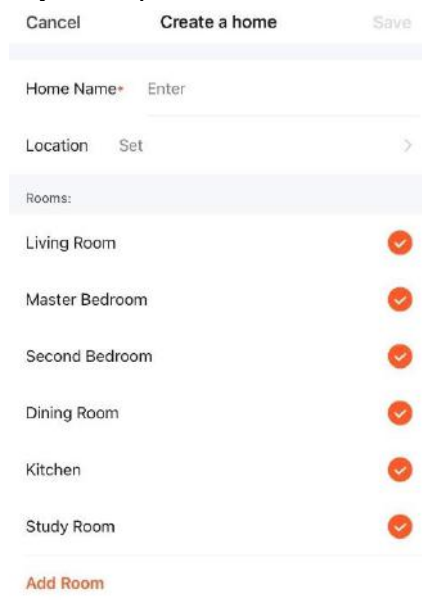 Cancel Create a home Save
Home Name* Enter
Location Set
Rooms:
Living Room
Master Bedroom
Second Bedroom
Dining Room
Kitchen
Study Room
Add Room